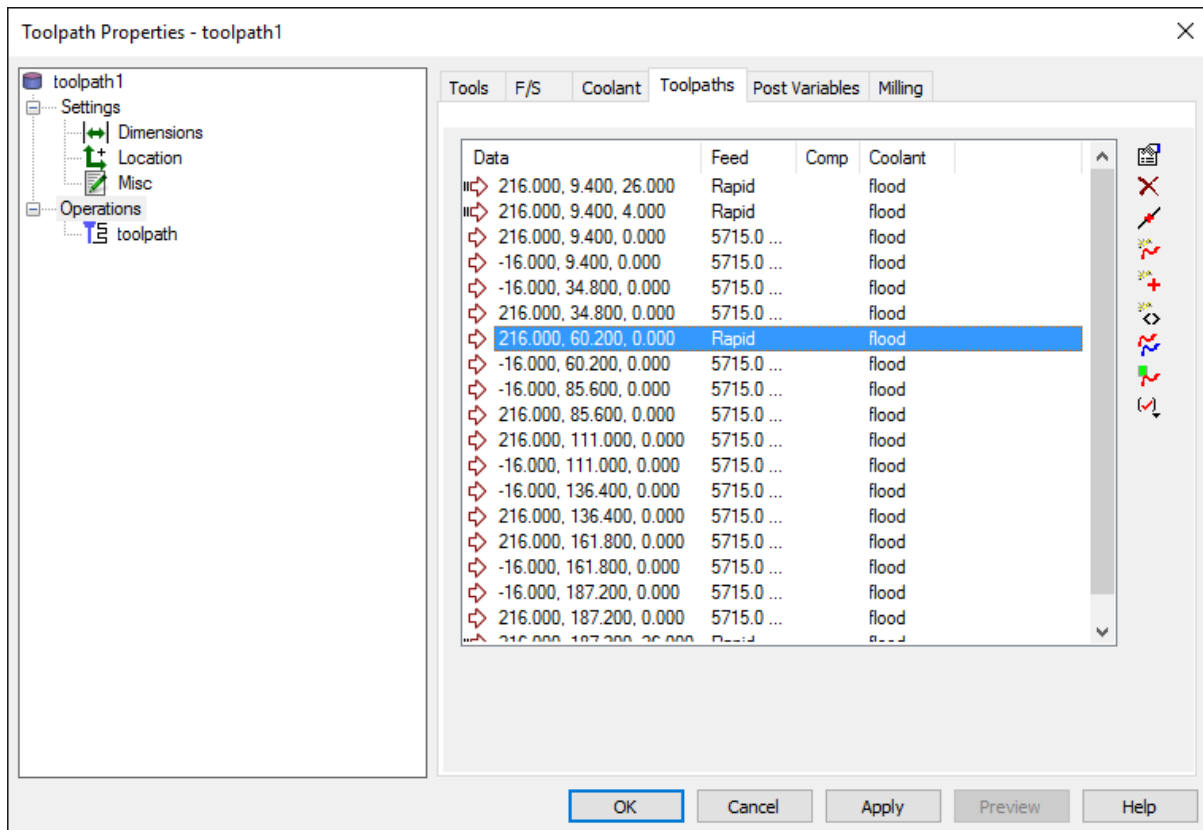 Toolpath Properties - toolpath1
toolpath1
Settings
Dimensions
Location
Misc
Operations
toolpath
Tools F/S Coolant Toolpaths Post Variables Milling
Data Feed Comp Coolant
216.000, 9.400, 26.000 Rapid flood
216.000, 9.400, 4.000 Rapid flood
216.000, 9.400, 0.000 5715.0 ... flood
-16.000, 9.400, 0.000 5715.0 ... flood
-16.000, 34.800, 0.000 5715.0 ... flood
216.000, 34.800, 0.000 5715.0 ... flood
216.000, 60.200, 0.000 Rapid flood
-16.000, 60.200, 0.000 5715.0 ... flood
-16.000, 85.600, 0.000 5715.0 ... flood
216.000, 85.600, 0.000 5715.0 ... flood
216.000, 111.000, 0.000 5715.0 ... flood
-16.000, 111.000, 0.000 5715.0 ... flood
-16.000, 136.400, 0.000 5715.0 ... flood
216.000, 136.400, 0.000 5715.0 ... flood
216.000, 161.800, 0.000 5715.0 ... flood
-16.000, 161.800, 0.000 5715.0 ... flood
-16.000, 187.200, 0.000 5715.0 ... flood
216.000, 187.200, 0.000 5715.0 ... flood
216.000, 187.200, 26.000 Rapid flood
OK Cancel Apply Preview Help